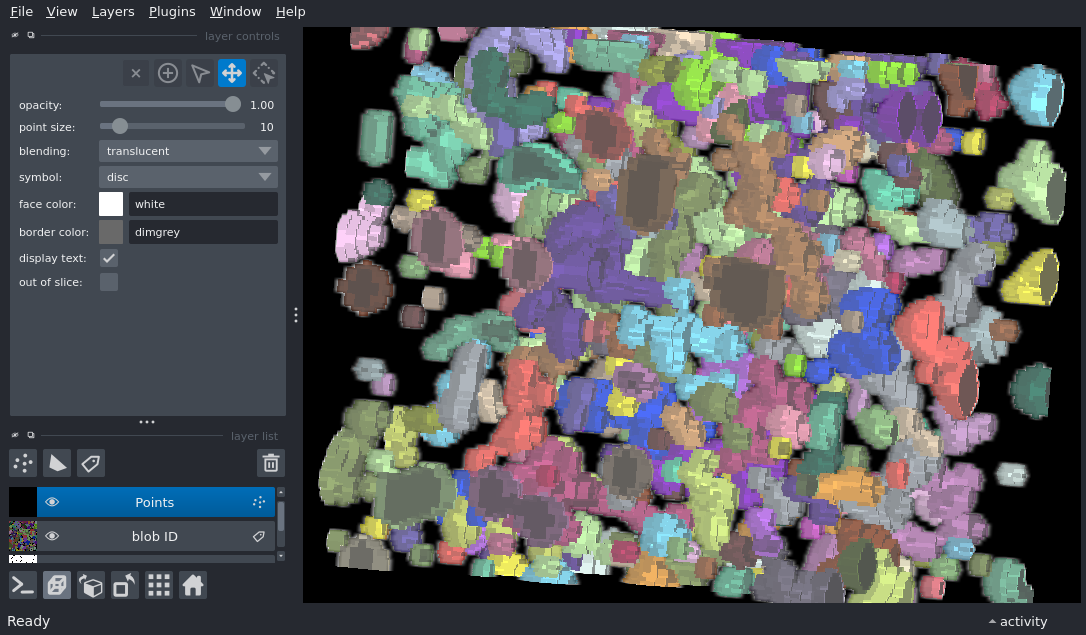 File View Layers Plugins Window Help
layer controls
opacity: 1.00
point size: 10
blending: translucent
symbol: disc
face color: white
border color: dimgrey
display text:
out of slice:
layer list
Points
blob ID
Ready
activity